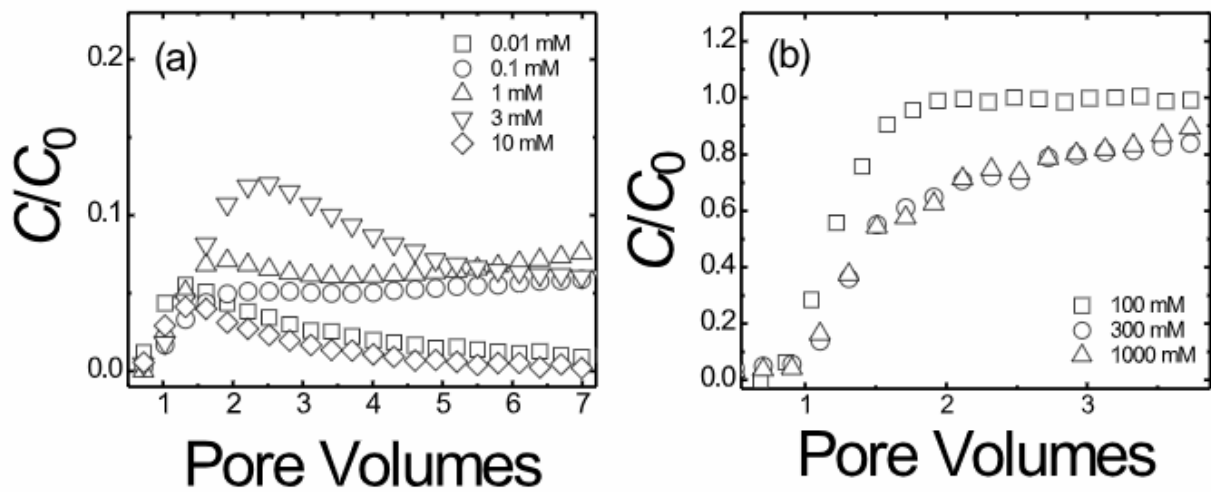 (a)
0.01 mM
0.1 mM
1 mM
3 mM
10 mM
0.2
0.1
0.0
C/C0
1 2 3 4 5 6 7
Pore Volumes
(b)
100 mM
300 mM
1000 mM
1.2
1.0
0.8
0.6
0.4
0.2
0.0
C/C0
1 2 3
Pore Volumes